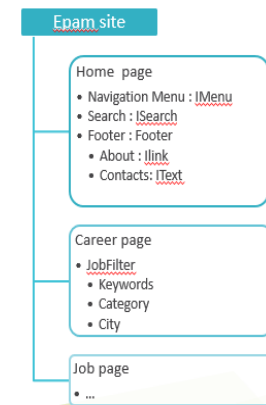 Epam site
Home page
• Navigation Menu : IMenu
• Search : ISearch
• Footer : Footer
• About : Ilink
• Contacts: IText
Career page
• JobFilter
• Keywords
• Category
• City
Job page
• ...